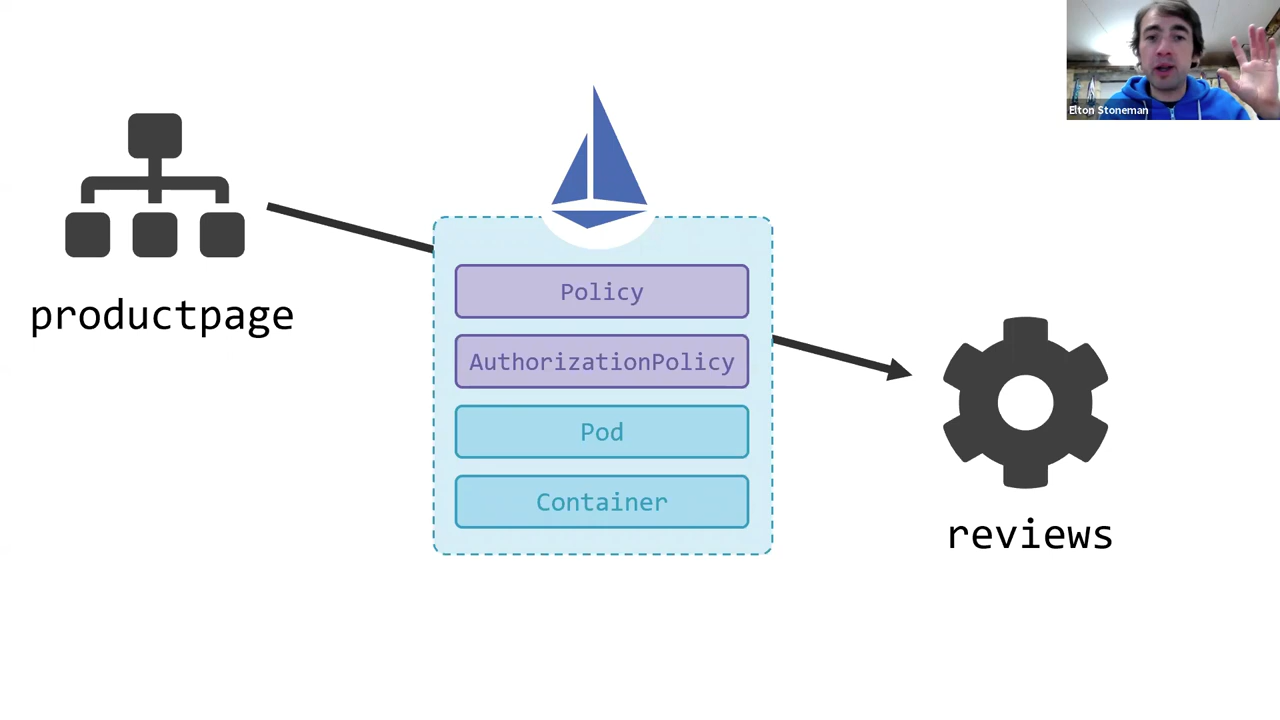 Elton Stoneman
productpage
Policy
AuthorizationPolicy
Pod
Container
reviews